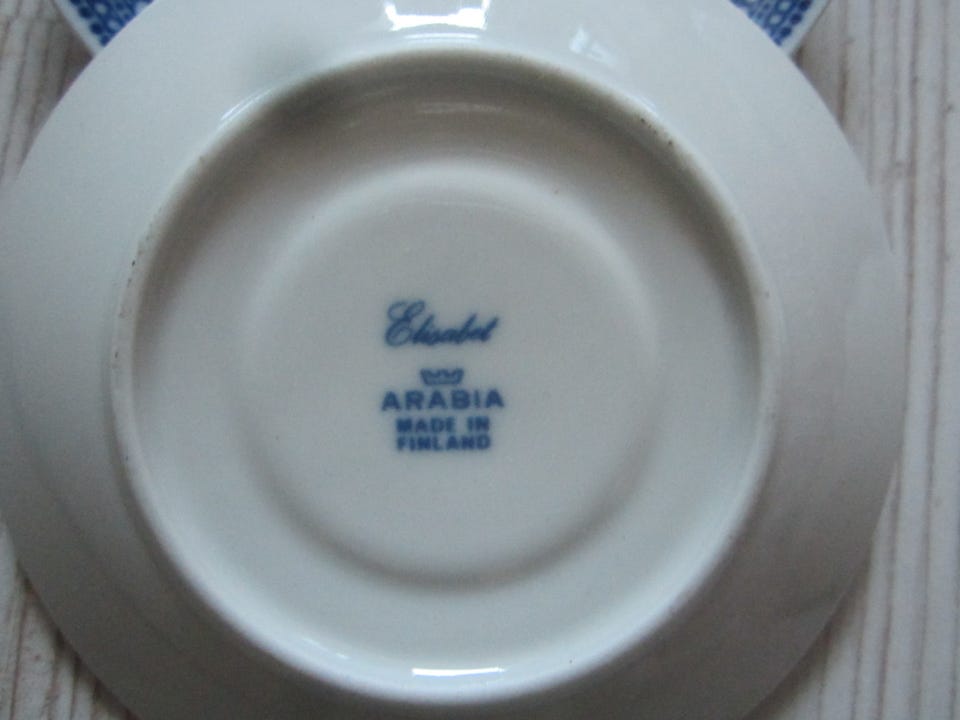 Elisabet
ARABIA
MADE IN
FINLAND